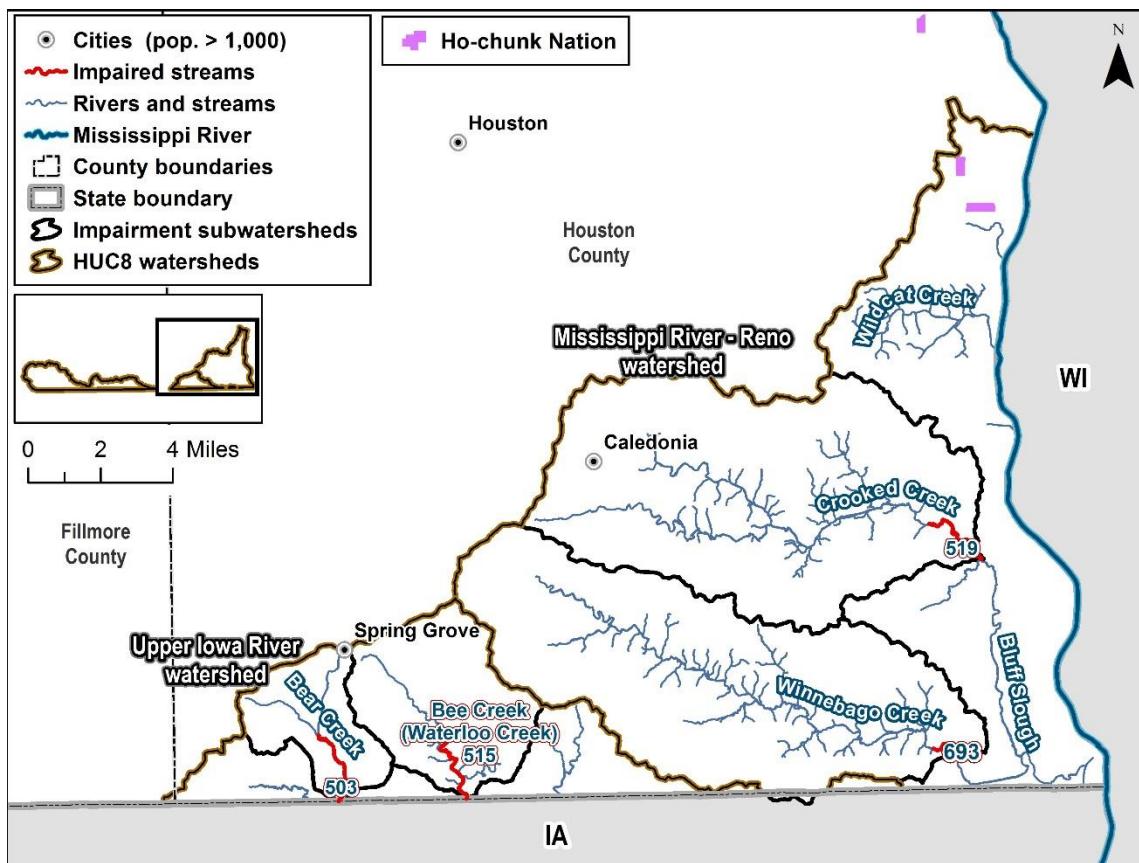 Cities (pop. > 1,000)
Impaired streams
Rivers and streams
Mississippi River
County boundaries
State boundary
Impairment subwatersheds
HUC8 watersheds
Ho-chunk Nation
N
Houston
Houston
County
Wildcat Creek
Mississippi River - Reno
watershed
WI
0 2 4 Miles
Caledonia
Crooked Creek
519
Fillmore
County
Spring Grove
Upper Iowa River
watershed
Bear Creek
Bee Creek
(Waterloo Creek)
515
503
Winnebago Creek
693
Bluff Slough
IA